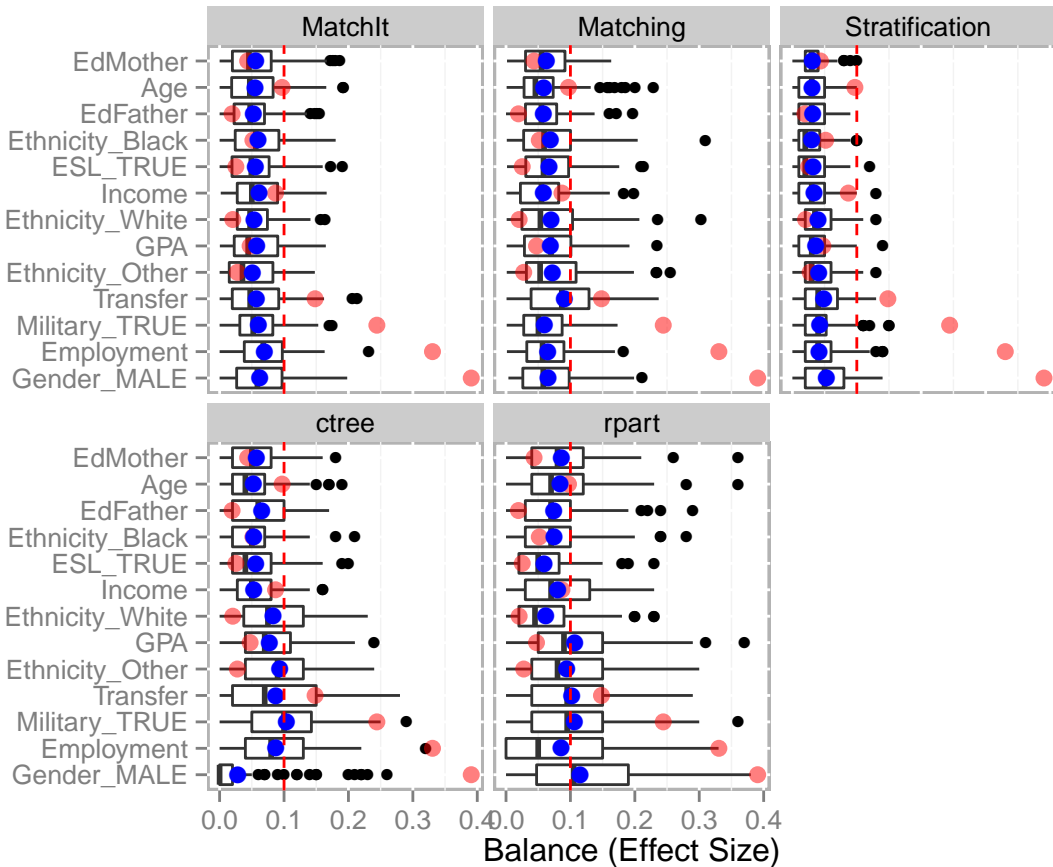 MatchIt Matching Stratification
EdMother
Age
EdFather
Ethnicity_Black
ESL_TRUE
Income
Ethnicity_White
GPA
Ethnicity_Other
Transfer
Military_TRUE
Employment
Gender_MALE
ctree rpart
EdMother
Age
EdFather
Ethnicity_Black
ESL_TRUE
Income
Ethnicity_White
GPA
Ethnicity_Other
Transfer
Military_TRUE
Employment
Gender_MALE
0.0 0.1 0.2 0.3 0.4 0.0 0.1 0.2 0.3 0.4
Balance (Effect Size)